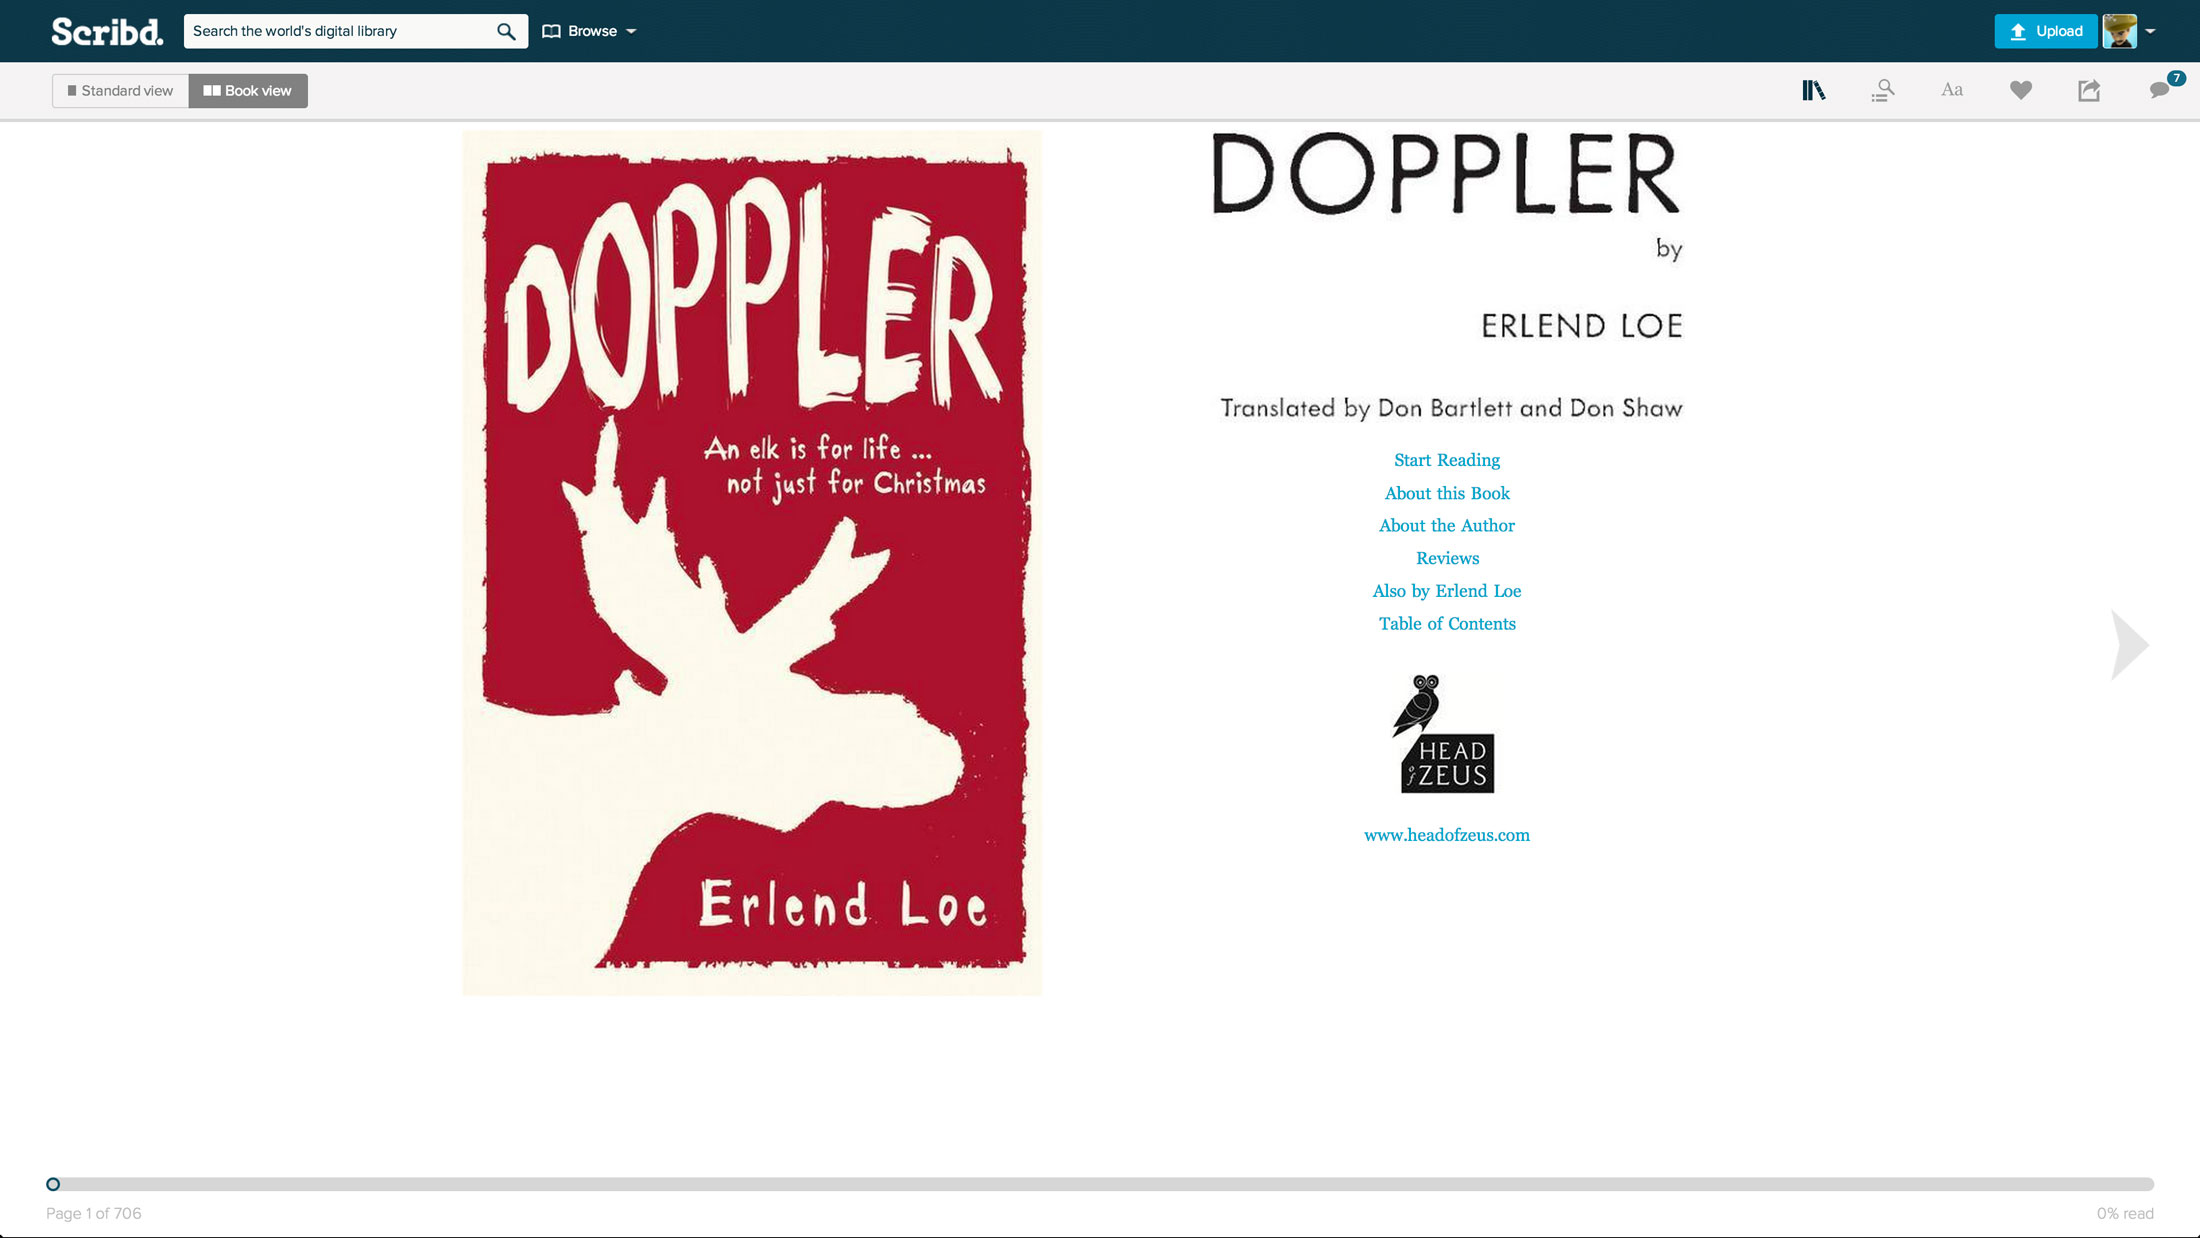 Scribd.
Search the world's digital library
Browse
Upload
Standard view
Book view
Aa
7
DOPPLER
An elk is for life ...
not just for Christmas
Erlend Loe
DOPPLER
by
ERLEND LOE
Translated by Don Bartlett and Don Shaw
Start Reading
About this Book
About the Author
Reviews
Also by Erlend Loe
Table of Contents
HEAD
of ZEUS
www.headofzeus.com
Page 1 of 706
0% read